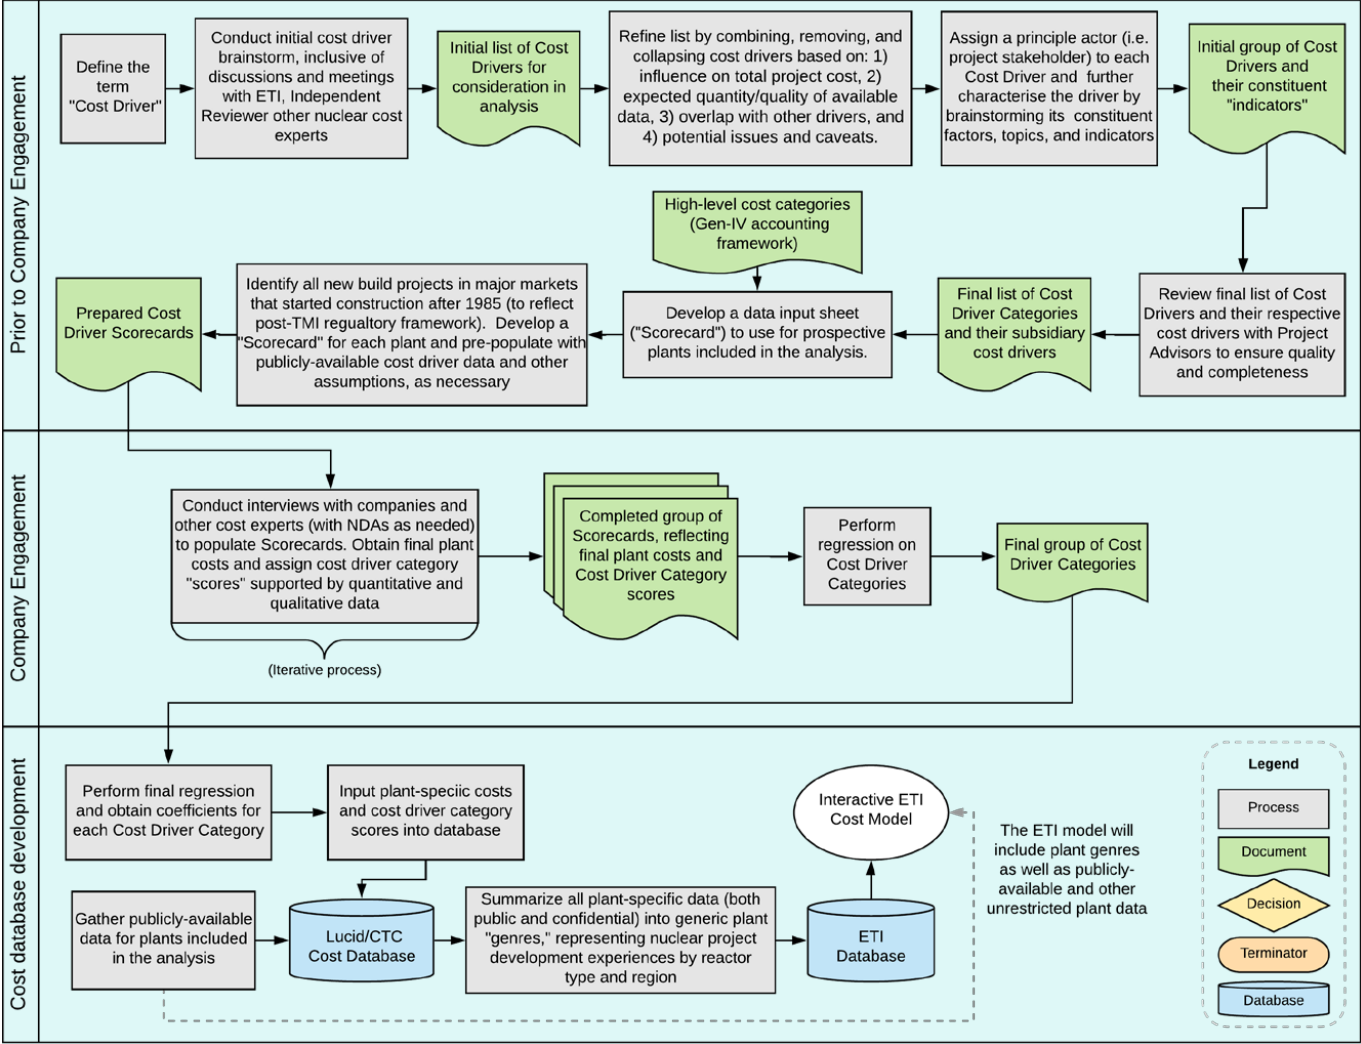 Prior to Company Engagement
Define the
term
"Cost Driver"
Conduct initial cost driver
brainstorm, inclusive of
discussions and meetings
with ETI, Independent
Reviewer other nuclear cost
experts
Initial list of Cost
Drivers for
consideration in
analysis
Refine list by combining, removing, and
collapsing cost drivers based on: 1)
influence on total project cost, 2)
expected quantity/quality of available
data, 3) overlap with other drivers, and
4) potential issues and caveats.
Assign a principle actor (i.e.
project stakeholder) to each
Cost Driver and further
characterise the driver by
brainstorming its constituent
factors, topics, and indicators
Initial group of Cost
Drivers and
their constituent
"indicators"
High-level cost categories
(Gen-IV accounting
framework)
Prepared Cost
Driver Scorecards
Identify all new build projects in major markets
that started construction after 1985 (to reflect
post-TMI regualtory framework). Develop a
"Scorecard" for each plant and pre-populate with
publicly-available cost driver data and other
assumptions, as necessary
Develop a data input sheet
("Scorecard") to use for prospective
plants included in the analysis.
Final list of Cost
Driver Categories
and their subsidiary
cost drivers
Review final list of Cost
Drivers and their respective
cost drivers with Project
Advisors to ensure quality
and completeness
Company Engagement
Conduct interviews with companies and
other cost experts (with NDAs as needed)
to populate Scorecards. Obtain final plant
costs and assign cost driver category
"scores" supported by quantitative and
qualitative data
(Iterative process)
Completed group of
Scorecards, reflecting
final plant costs and
Cost Driver Category
scores
Perform
regression on
Cost Driver
Categories
Final group of Cost
Driver Categories
Cost database development
Perform final regression
and obtain coefficients for
each Cost Driver Category
Input plant-speciic costs
and cost driver category
scores into database
Interactive ETI
Cost Model
The ETI model will
include plant genres
as well as publicly-
available and other
unrestricted plant data
Gather publicly-available
data for plants included
in the analysis
Lucid/CTC
Cost Database
Summarize all plant-specific data (both
public and confidential) into generic plant
"genres," representing nuclear project
development experiences by reactor
type and region
ETI
Database
Legend
Process
Document
Decision
Terminator
Database